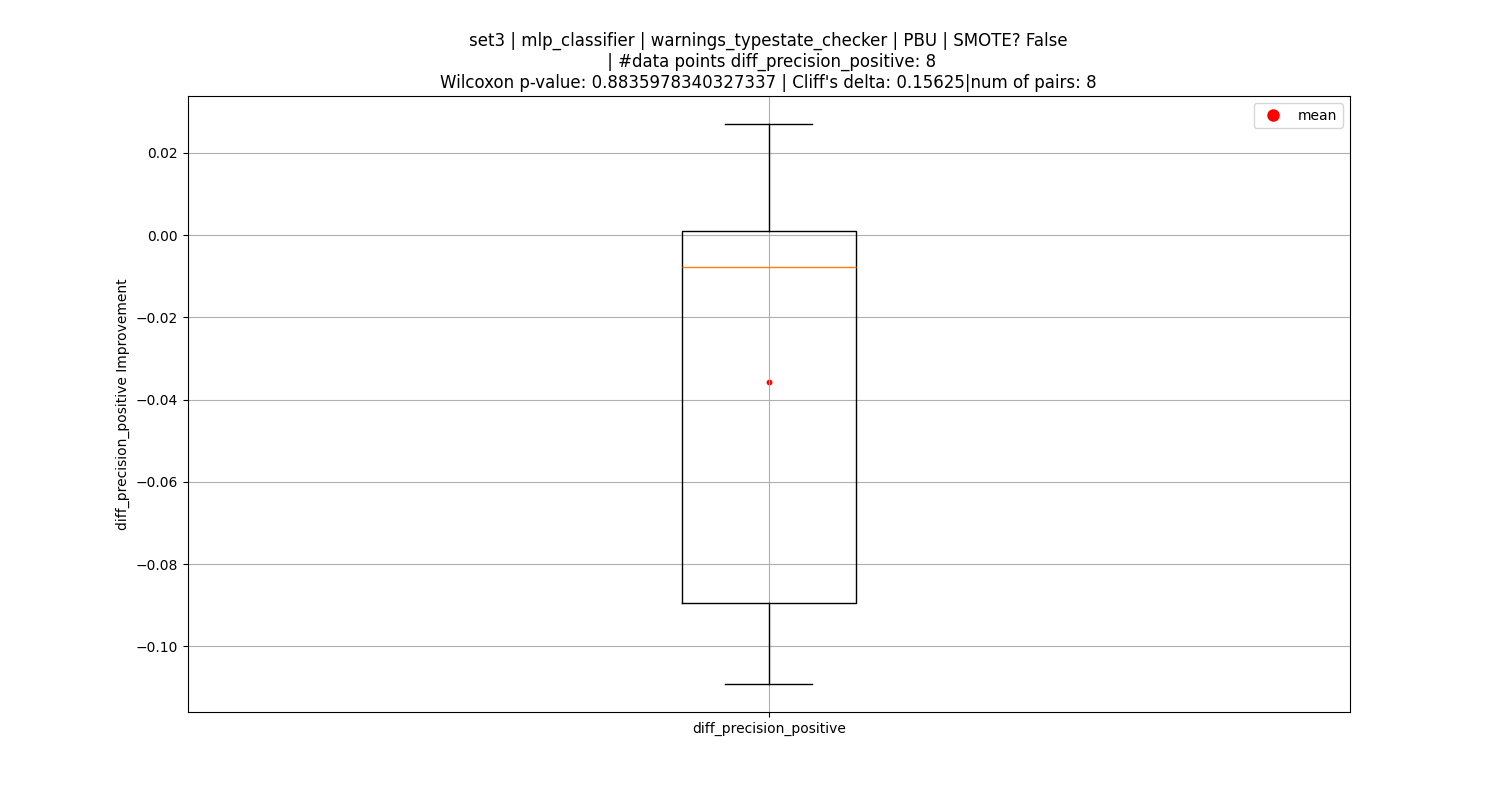 set3 | mlp_classifier | warnings_typestate_checker | PBU | SMOTE? False
| #data points diff_precision_positive: 8
Wilcoxon p-value: 0.8835978340327337 | Cliff's delta: 0.15625|num of pairs: 8
mean
0.02
0.00
−0.02
−0.04
−0.06
−0.08
−0.10
diff_precision_positive Improvement
diff_precision_positive